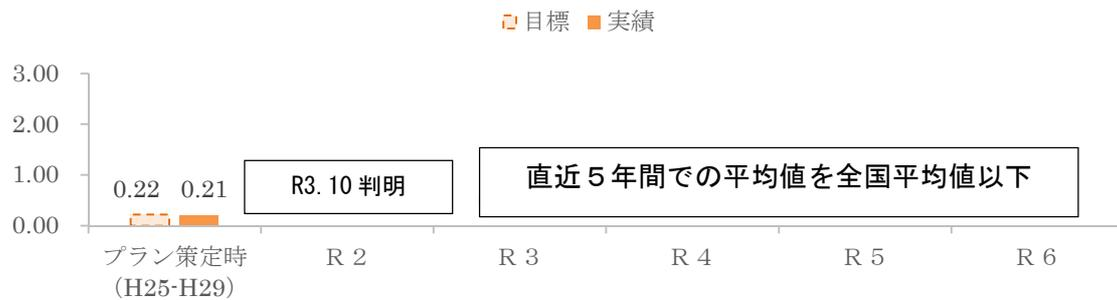 目標 実績
3.00
2.00
1.00
0.00
0.22 0.21
R3.10 判明
直近５年間での平均値を全国平均値以下
プラン策定時
（H25-H29）
Ｒ２
Ｒ３
Ｒ４
Ｒ５
Ｒ６